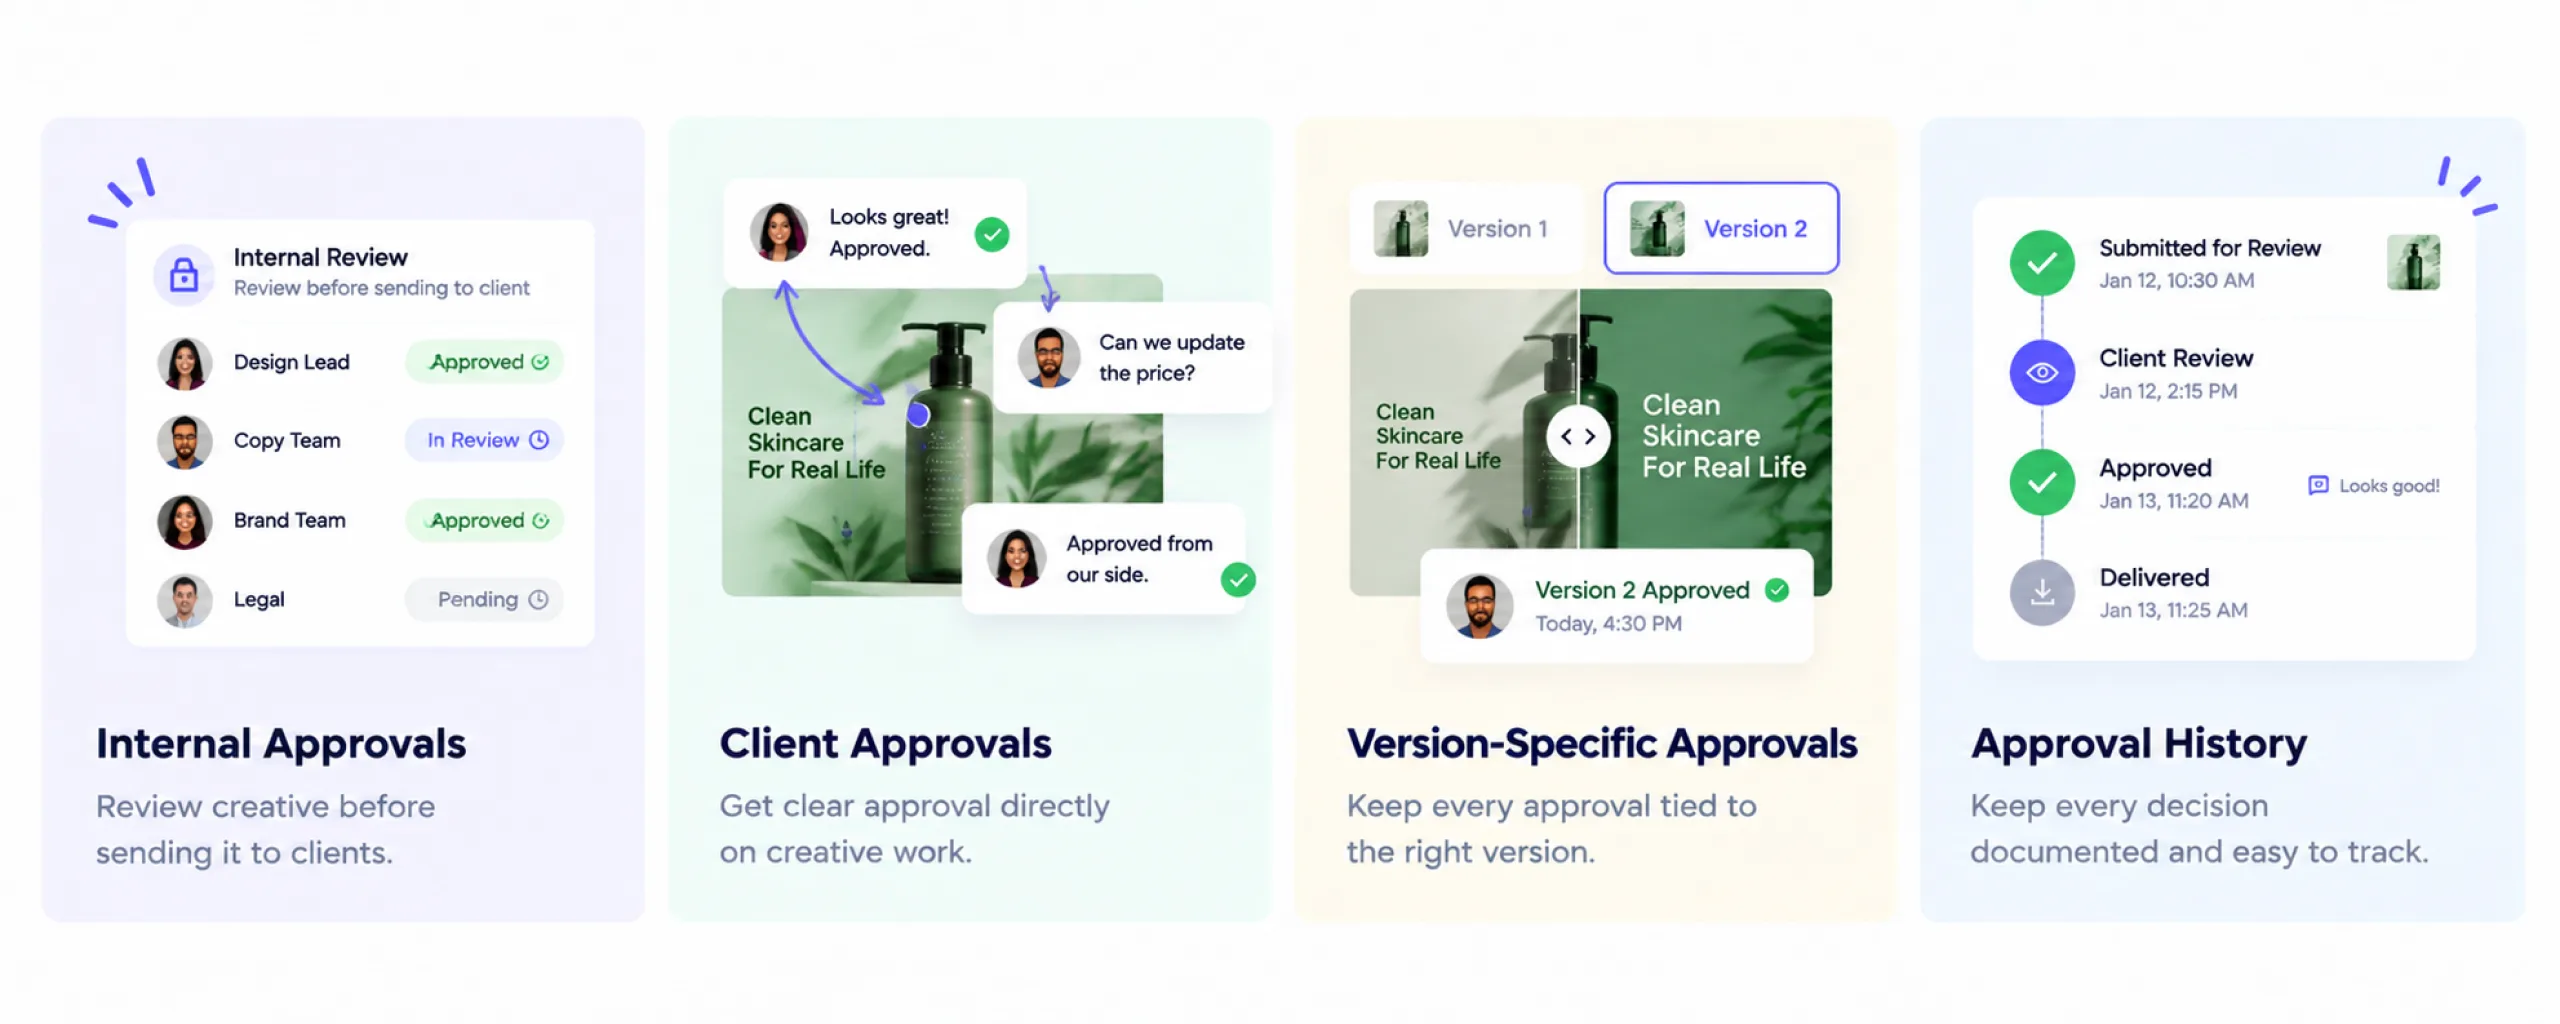 Internal Review
Review before sending to client
Design Lead
Approved
Copy Team
In Review
Brand Team
Approved
Legal
Pending
Internal Approvals
Review creative before
sending it to clients.
Looks great!
Approved.
Can we update
the price?
Clean
Skincare
For Real Life
Approved from
our side.
Client Approvals
Get clear approval directly
on creative work.
Version 1
Version 2
Clean
Skincare
For Real Life
Clean
Skincare
For Real Life
Version 2 Approved
Today, 4:30 PM
Version-Specific Approvals
Keep every approval tied to
the right version.
Submitted for Review
Jan 12, 10:30 AM
Client Review
Jan 12, 2:15 PM
Approved
Jan 13, 11:20 AM
Looks good!
Delivered
Jan 13, 11:25 AM
Approval History
Keep every decision
documented and easy to track.